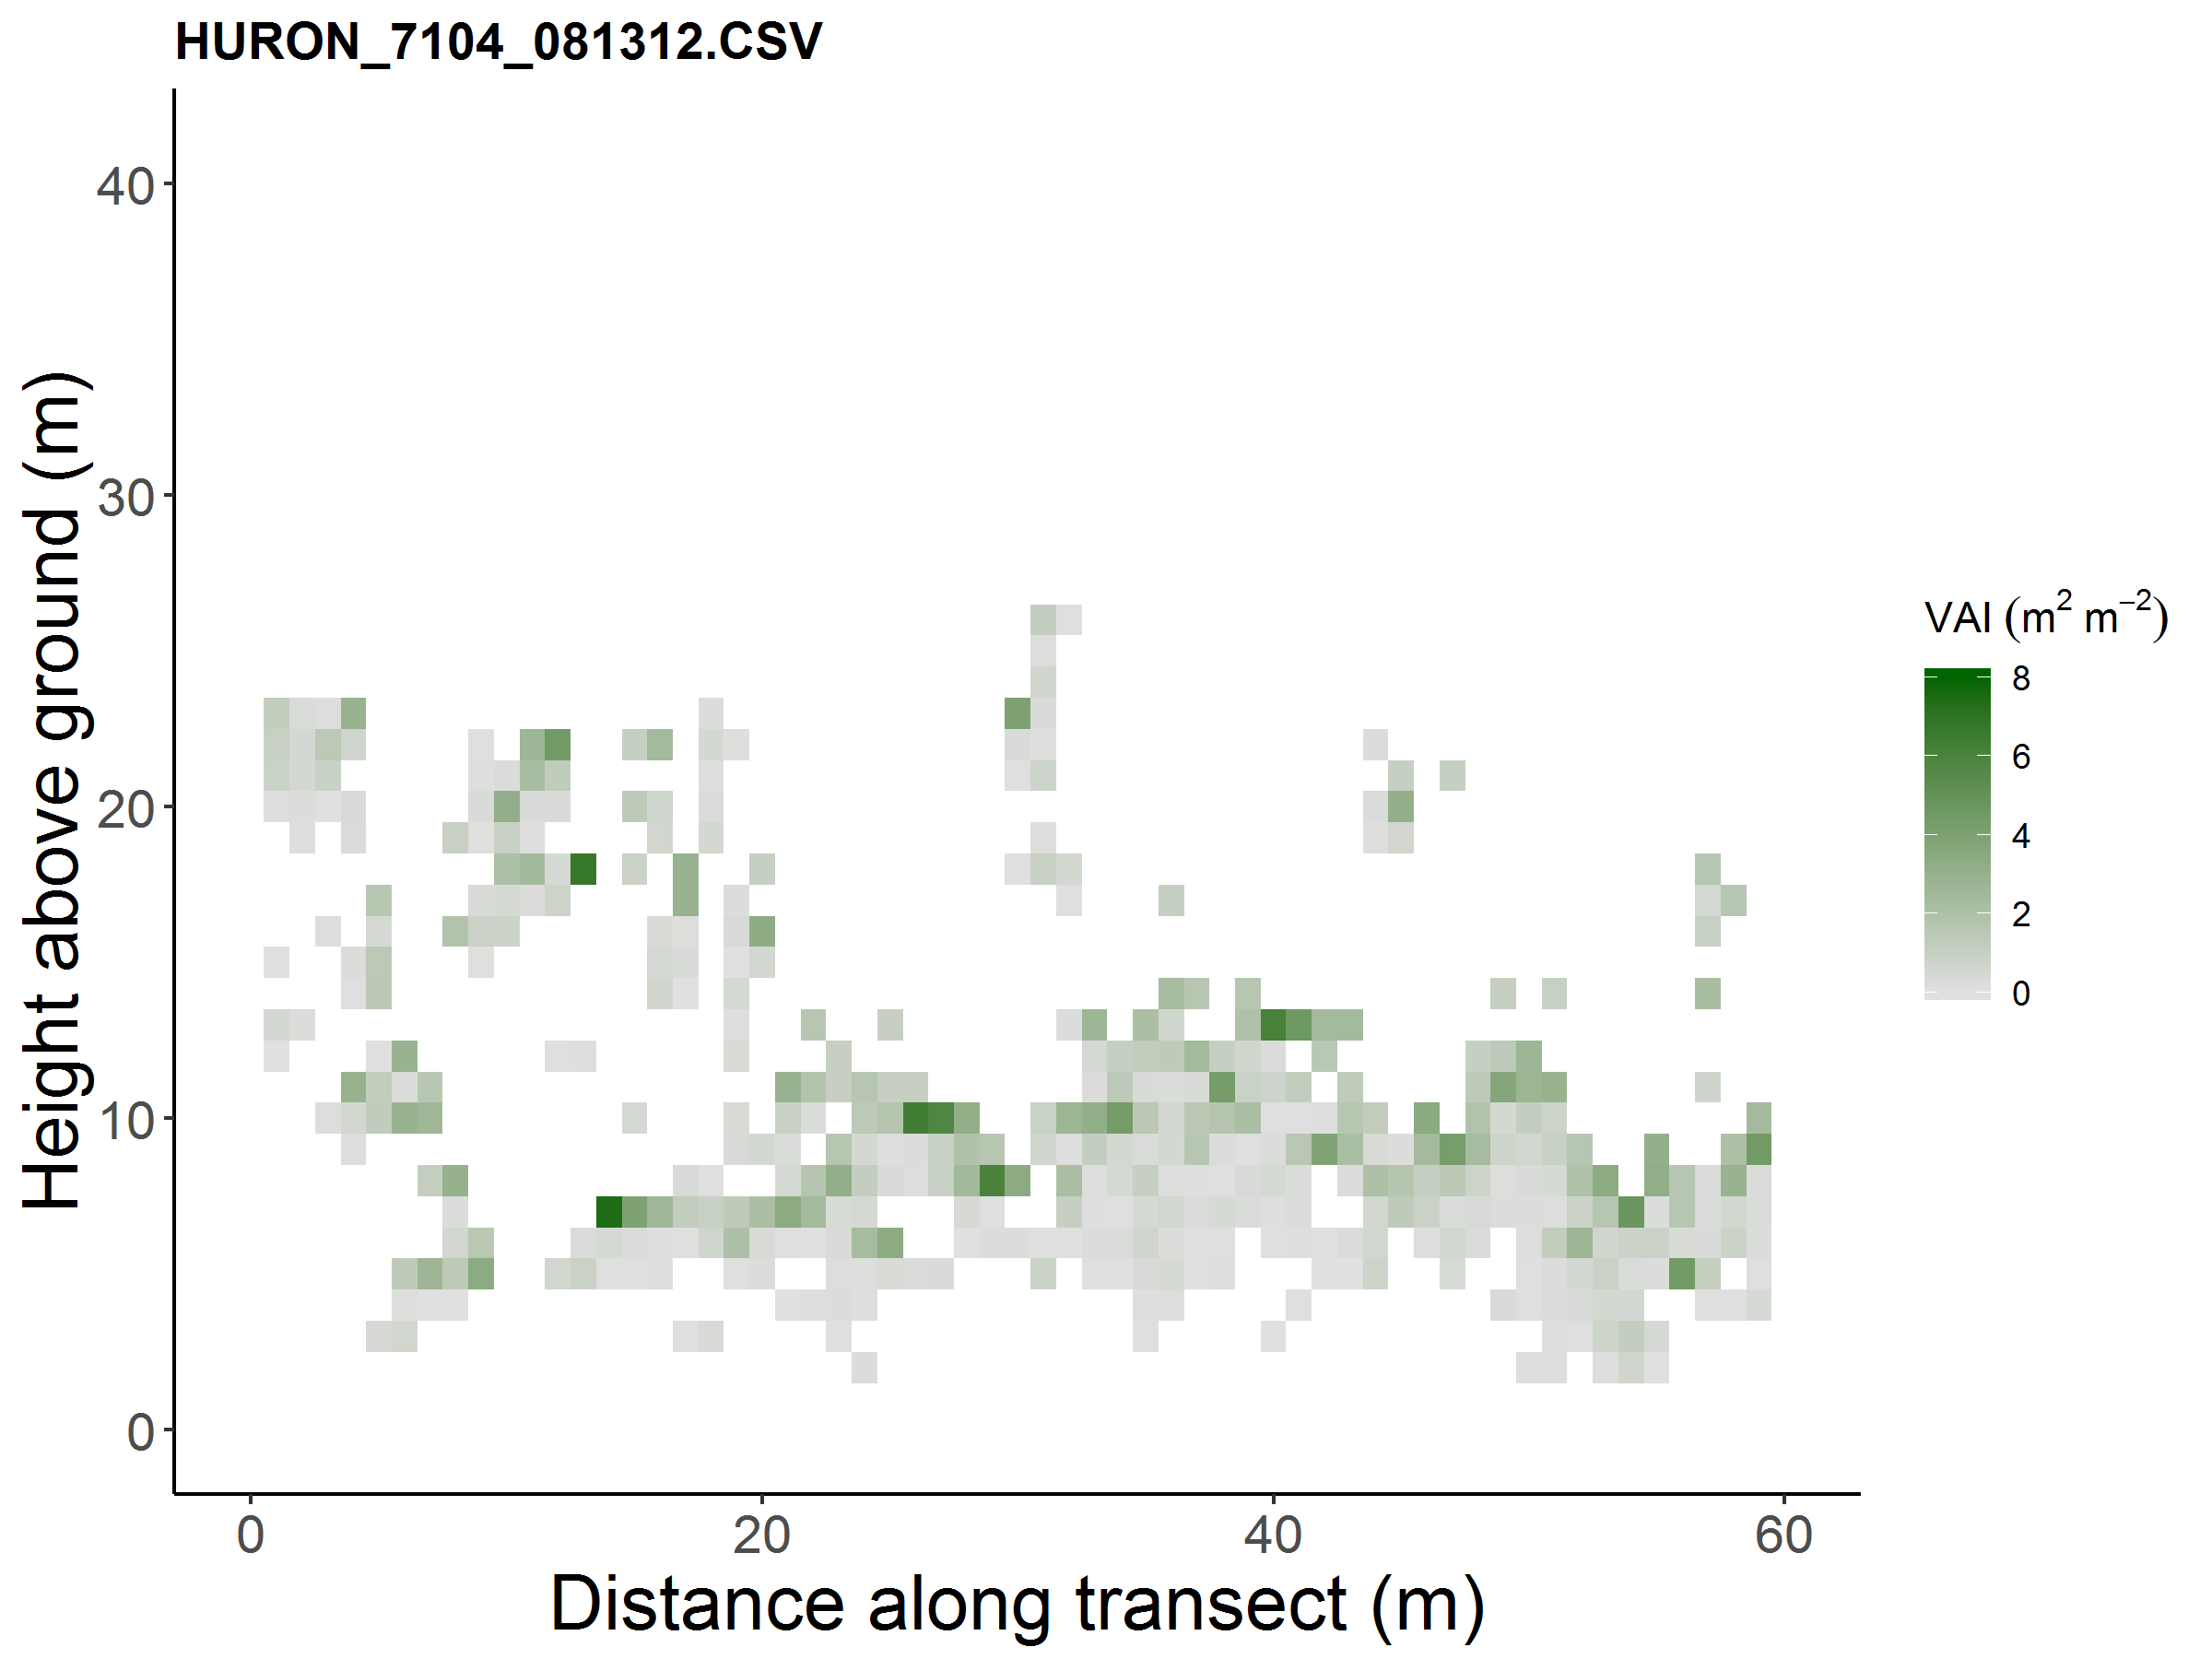 HURON_7104_081312.CSV
40
30
20
10
0
Height above ground (m)
0 20 40 60
Distance along transect (m)
VAI (m² m⁻²)
8
6
4
2
0